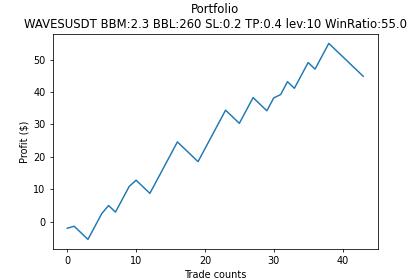 Portfolio
WAVESUSDT BBM:2.3 BBL:260 SL:0.2 TP:0.4 lev:10 WinRatio:55.0
50
40
30
20
10
0
Profit ($)
0 10 20 30 40
Trade counts